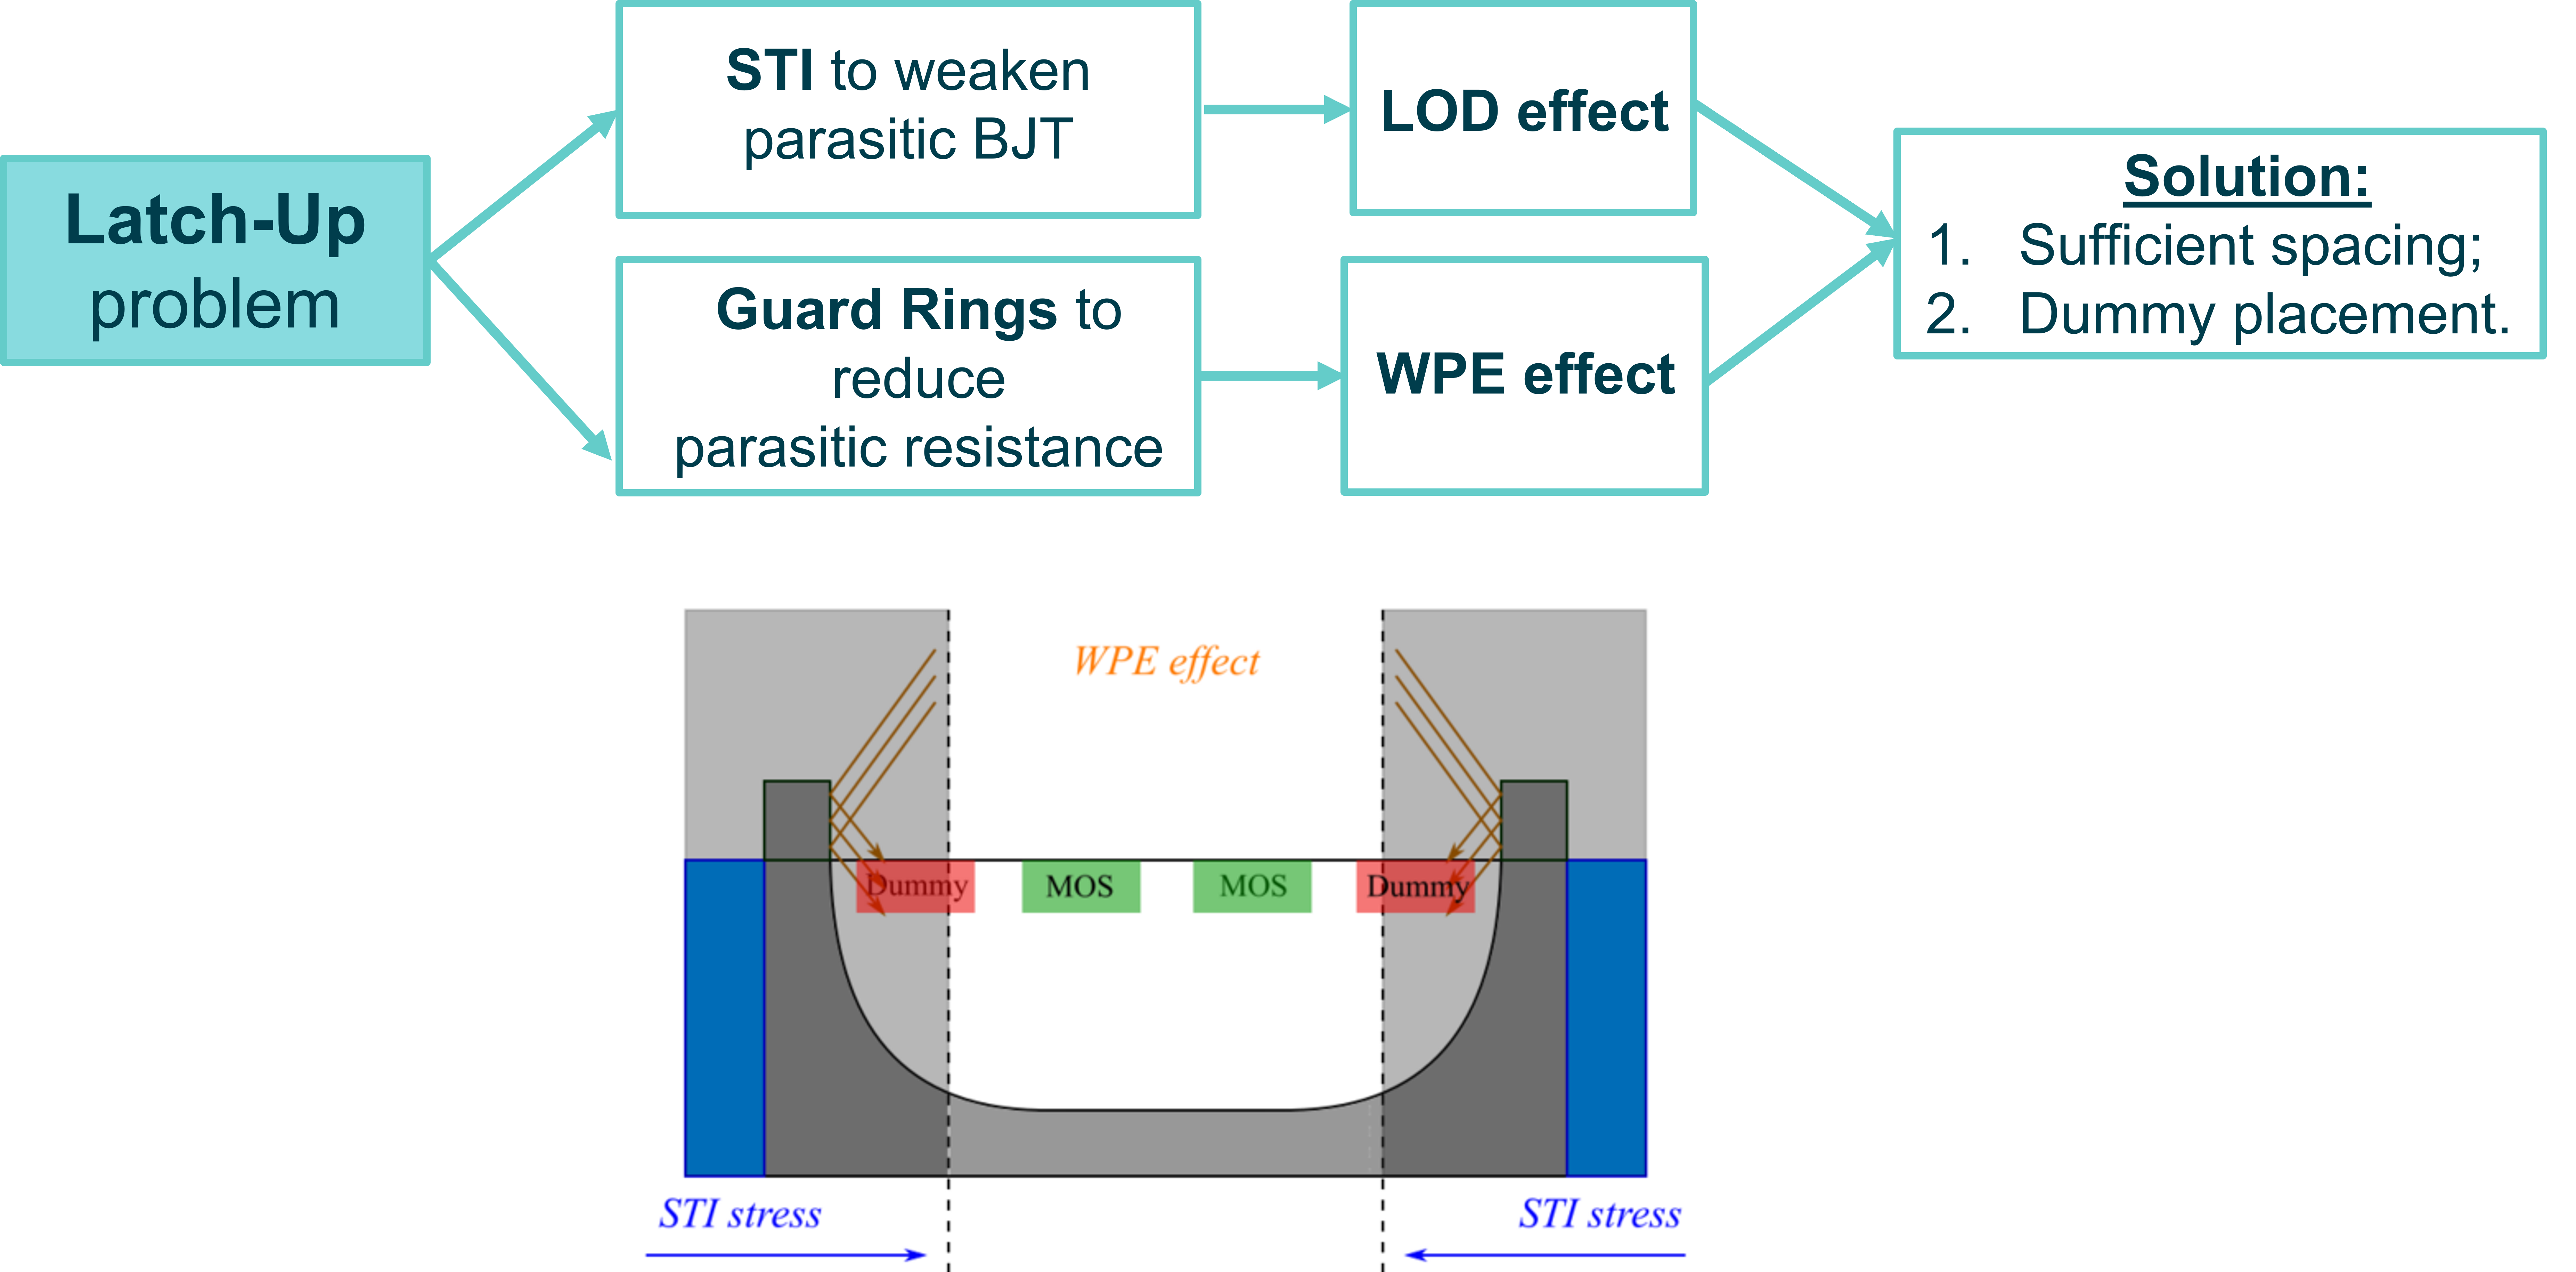 Latch-Up
problem
STI to weaken
parasitic BJT
Guard Rings to
reduce
parasitic resistance
LOD effect
WPE effect
Solution:
1. Sufficient spacing;
2. Dummy placement.
WPE effect
Dummy
MOS
MOS
Dummy
STI stress
STI stress